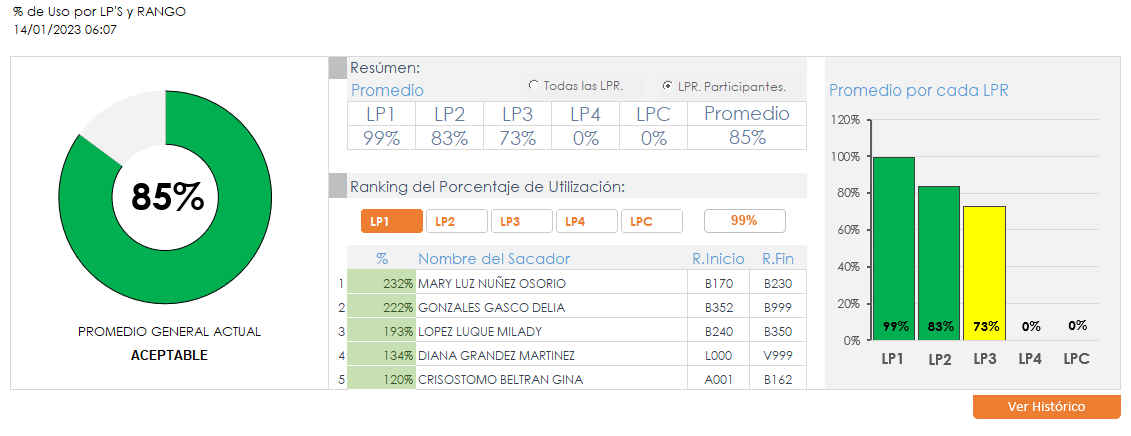 % de Uso por LP'S y RANGO
14/01/2023 06:07
85%
PROMEDIO GENERAL ACTUAL
ACEPTABLE
Resúmen:
Promedio
Todas las LPR.
LPR. Participantes.
LP1 LP2 LP3 LP4 LPC Promedio
99% 83% 73% 0% 0% 85%
Ranking del Porcentaje de Utilización:
LP1 LP2 LP3 LP4 LPC 99%
% Nombre del Sacador R.Inicio R.Fin
1 232% MARY LUZ NUÑEZ OSORIO B170 B230
2 222% GONZALES GASCO DELIA B352 B999
3 193% LOPEZ LUQUE MILADY B240 B350
4 134% DIANA GRANDEZ MARTINEZ L000 V999
5 120% CRISOSTOMO BELTRAN GINA A001 B162
Promedio por cada LPR
120%
100%
80%
60%
40%
20%
0%
99% 83% 73% 0% 0%
LP1 LP2 LP3 LP4 LPC
Ver Histórico